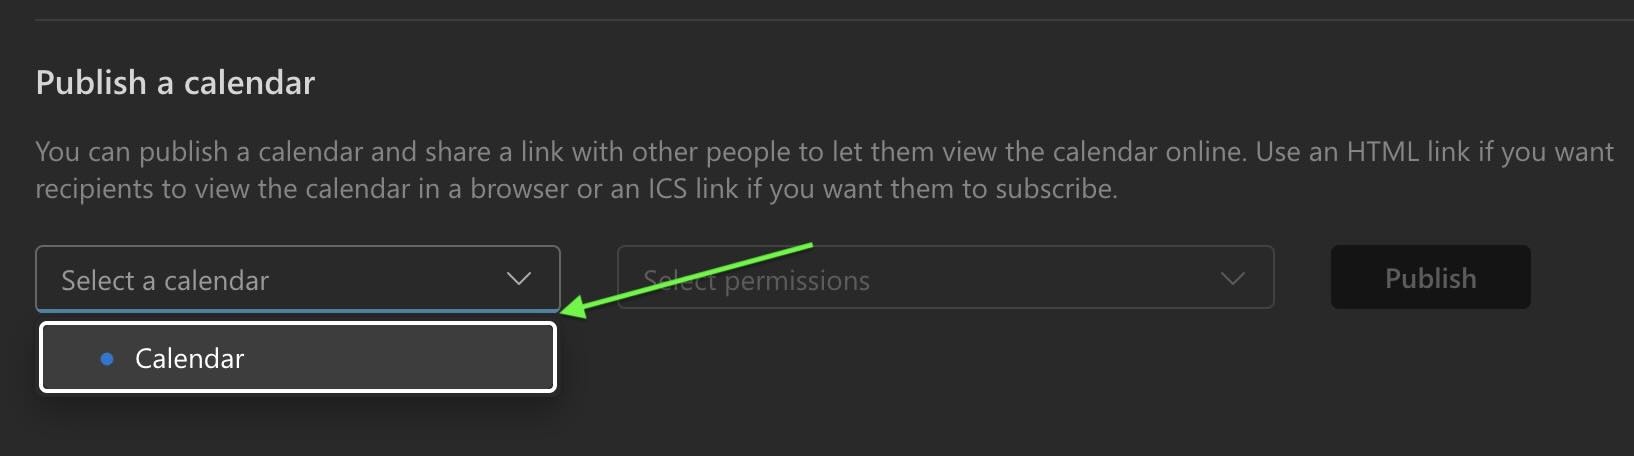 Publish a calendar
You can publish a calendar and share a link with other people to let them view the calendar online. Use an HTML link if you want
recipients to view the calendar in a browser or an ICS link if you want them to subscribe.
Select a calendar
Select permissions
Publish
Calendar